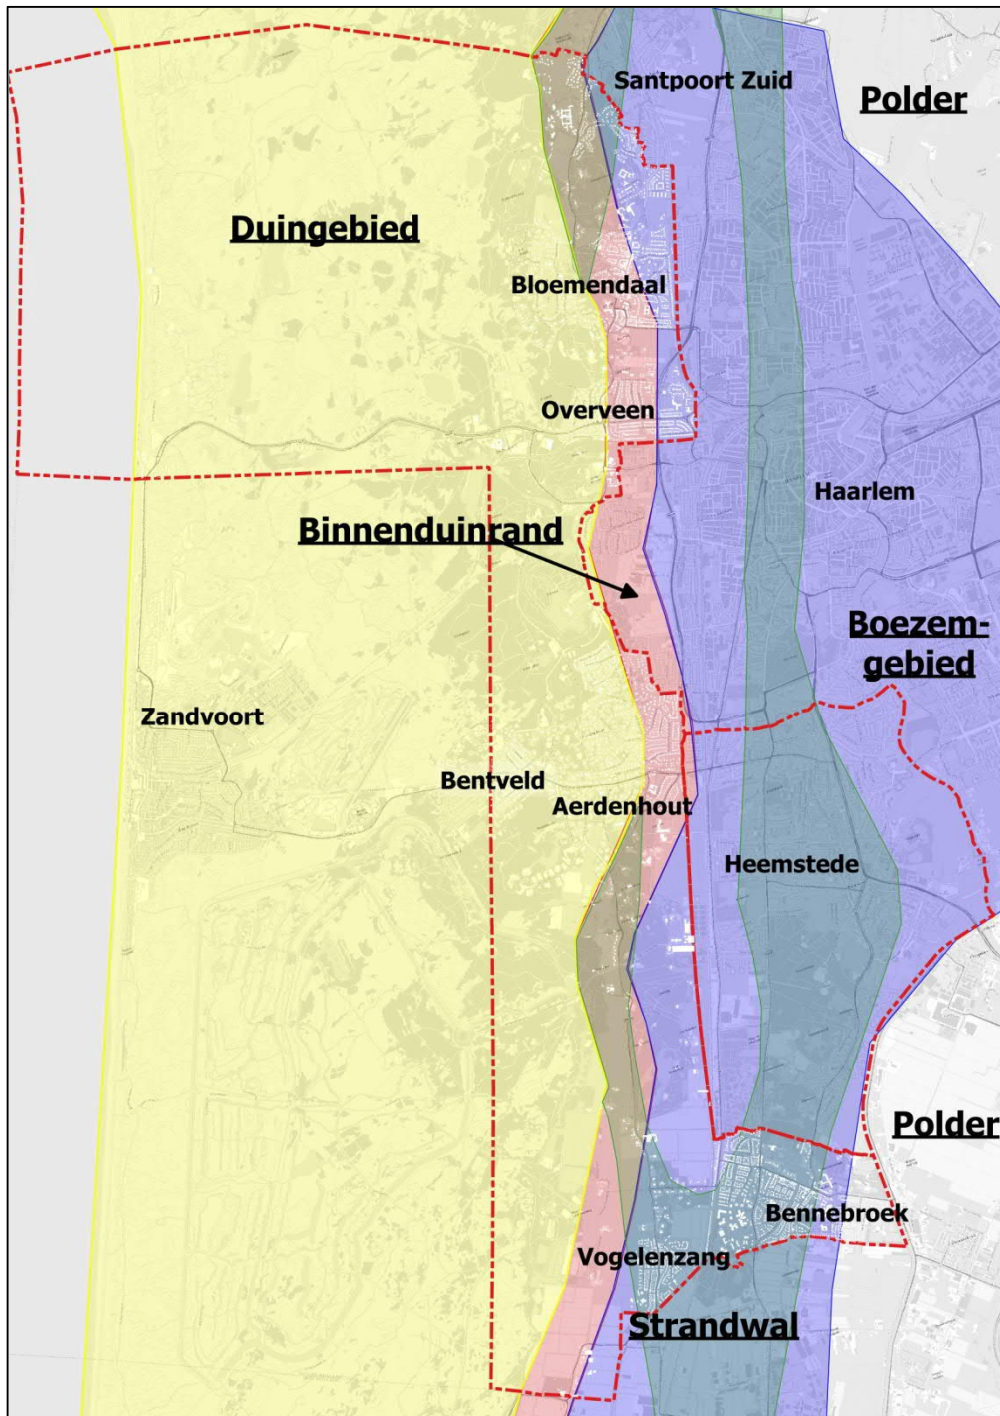 Santpoort Zuid
Polder
Duingebied
Bloemendaal
Overveen
Haarlem
Binnenduinrand
Boezem-
gebied
Zandvoort
Bentveld
Aerdenhout
Heemstede
Polder
Bennebroek
Vogelenzang
Strandwal